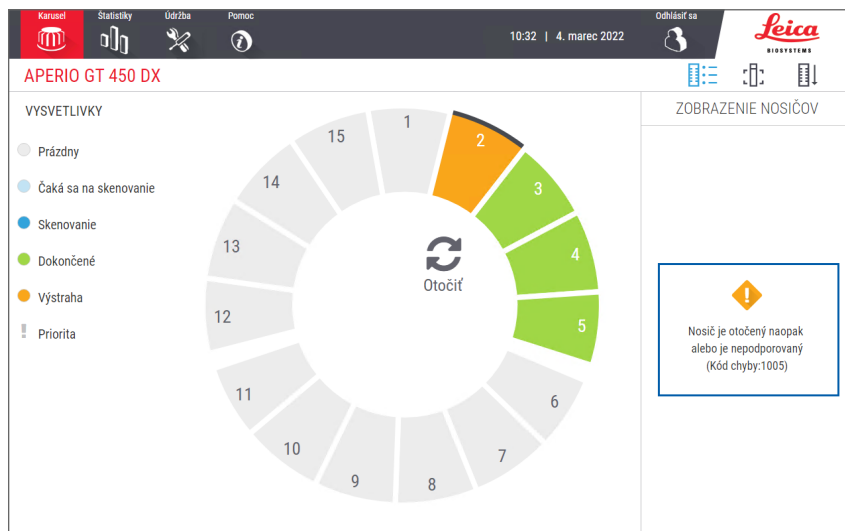 Karusel
Štatistiky
Údržba
Pomoc
10:32 | 4. marec 2022
Odhlásiť sa
Leica
BIOSYSTEMS
APERIO GT 450 DX
VYSVETLIVKY
Prázdny
Čaká sa na skenovanie
Skenovanie
Dokončené
Výstraha
Priorita
1
2
3
4
5
6
7
8
9
10
11
12
13
14
15
Otočiť
ZOBRAZENIE NOSIČOV
Nosič je otočený naopak
alebo je nepodporovaný
(Kód chyby:1005)